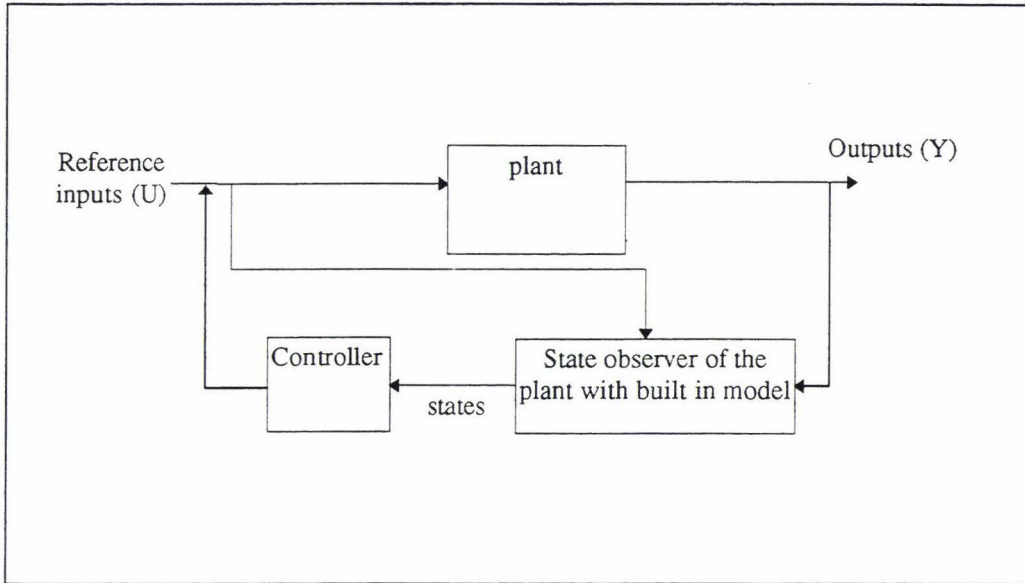 Reference
inputs (U)
plant
Outputs (Y)
Controller
states
State observer of the
plant with built in model